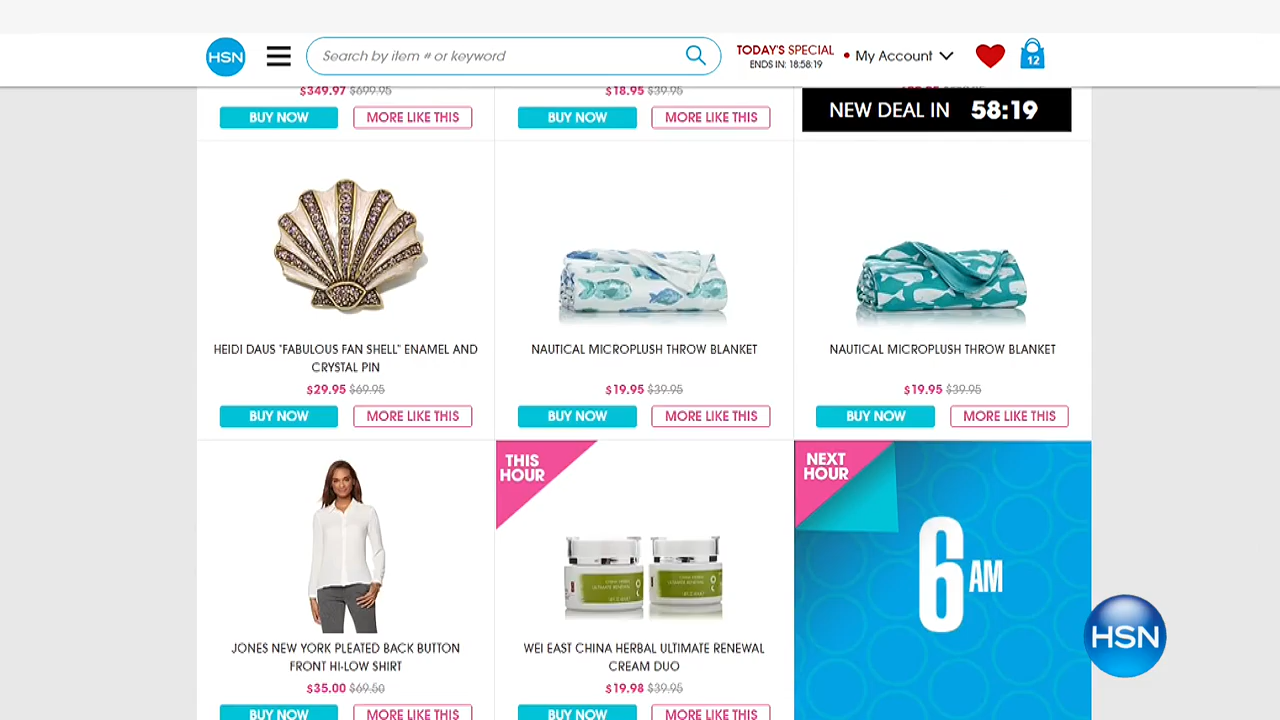 HSN
Search by item # or keyword
TODAY'S SPECIAL
ENDS IN: 18:58:19
My Account
12
$349.97 $699.95
$18.95 $39.95
BUY NOW
MORE LIKE THIS
BUY NOW
MORE LIKE THIS
NEW DEAL IN 58:19
HEIDI DAUS "FABULOUS FAN SHELL" ENAMEL AND
CRYSTAL PIN
$29.95 $69.95
BUY NOW
MORE LIKE THIS
NAUTICAL MICROPLUSH THROW BLANKET
$19.95 $39.95
BUY NOW
MORE LIKE THIS
NAUTICAL MICROPLUSH THROW BLANKET
$19.95 $39.95
BUY NOW
MORE LIKE THIS
JONES NEW YORK PLEATED BACK BUTTON
FRONT HI-LOW SHIRT
$35.00 $69.50
BUY NOW
MORE LIKE THIS
THIS
HOUR
WEI EAST CHINA HERBAL ULTIMATE RENEWAL
CREAM DUO
$19.98 $39.95
BUY NOW
MORE LIKE THIS
NEXT
HOUR
6 AM
HSN